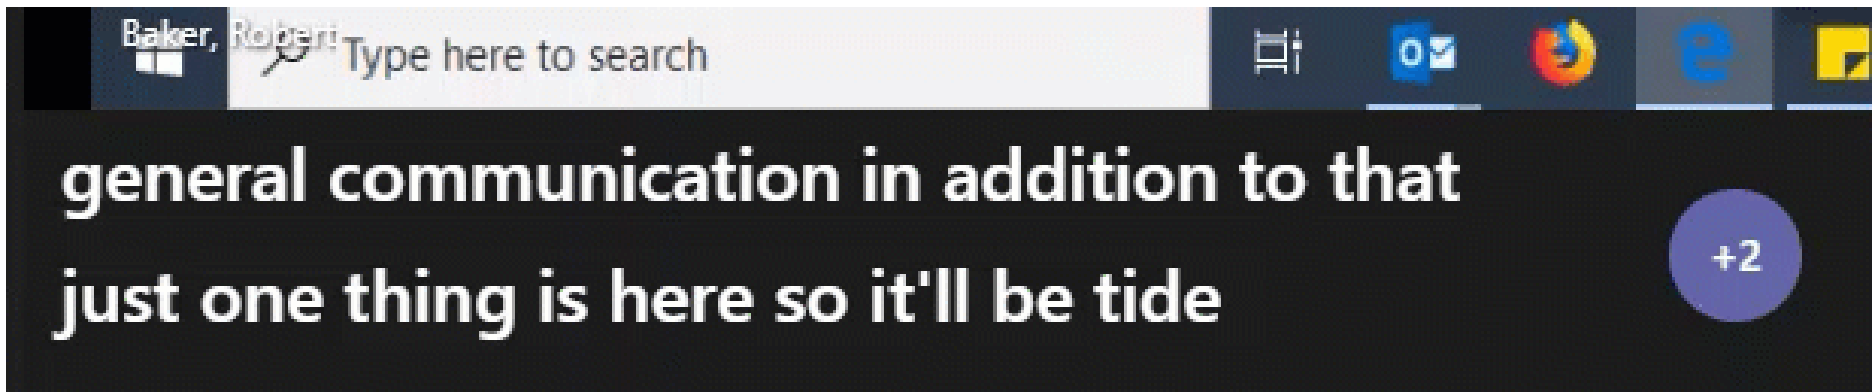 Baker, Robert
Type here to search
general communication in addition to that
just one thing is here so it'll be tide
+2